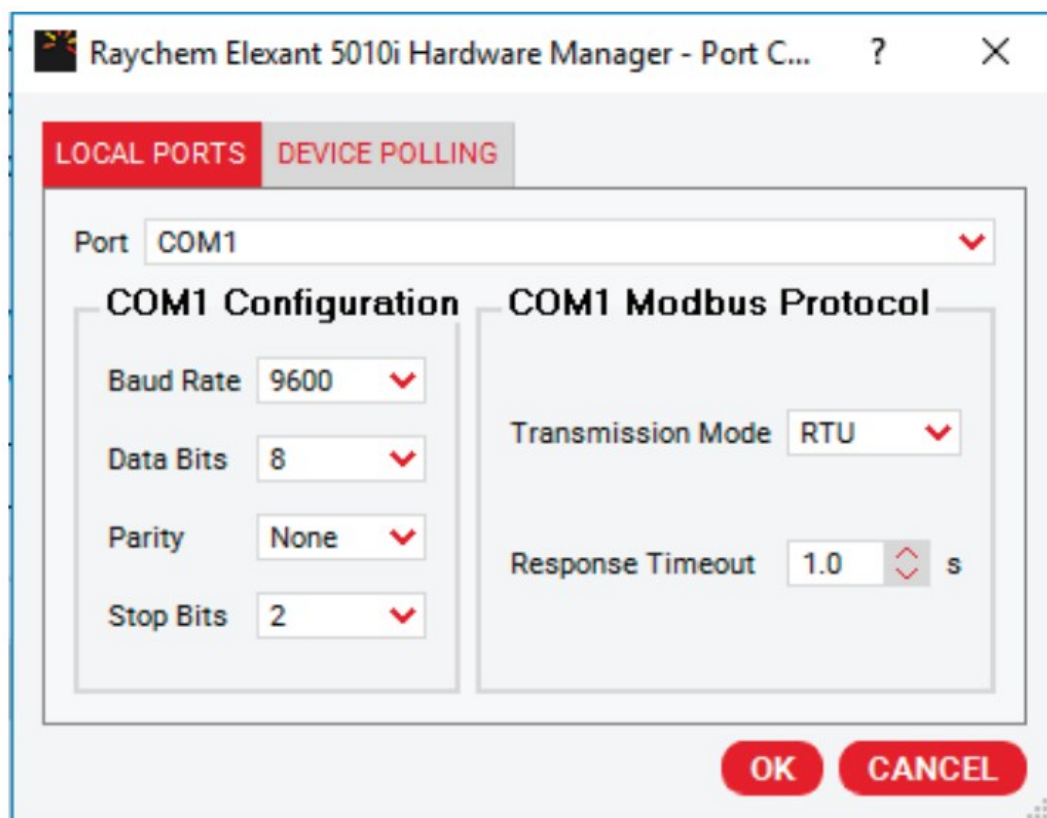 Raychem Elexant 5010i Hardware Manager - Port C... ?
LOCAL PORTS DEVICE POLLING
Port COM1
COM1 Configuration
Baud Rate 9600
Data Bits 8
Parity None
Stop Bits 2
COM1 Modbus Protocol
Transmission Mode RTU
Response Timeout 1.0 s
OK CANCEL